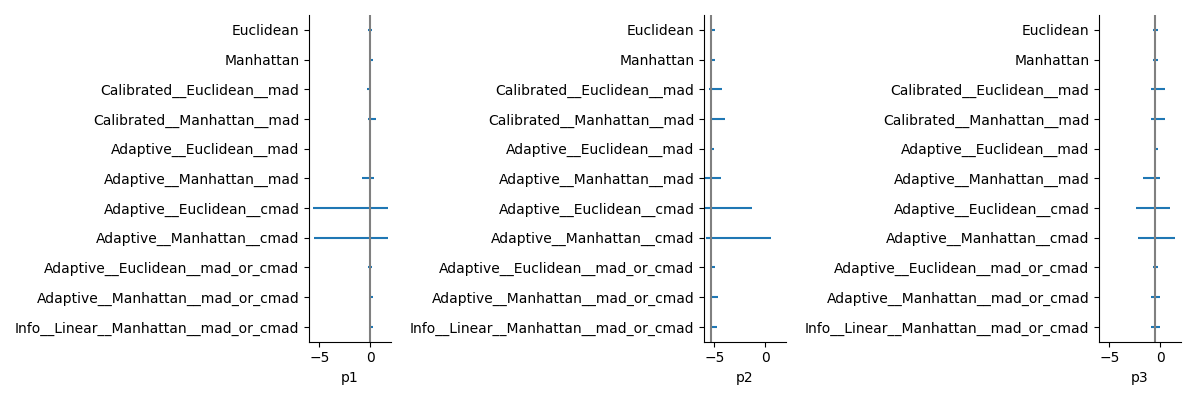 Euclidean
Manhattan
Calibrated__Euclidean__mad
Calibrated__Manhattan__mad
Adaptive__Euclidean__mad
Adaptive__Manhattan__mad
Adaptive__Euclidean__cmad
Adaptive__Manhattan__cmad
Adaptive__Euclidean__mad_or_cmad
Adaptive__Manhattan__mad_or_cmad
Info__Linear__Manhattan__mad_or_cmad
−5 0
p1
Euclidean
Manhattan
Calibrated__Euclidean__mad
Calibrated__Manhattan__mad
Adaptive__Euclidean__mad
Adaptive__Manhattan__mad
Adaptive__Euclidean__cmad
Adaptive__Manhattan__cmad
Adaptive__Euclidean__mad_or_cmad
Adaptive__Manhattan__mad_or_cmad
Info__Linear__Manhattan__mad_or_cmad
−5 0
p2
Euclidean
Manhattan
Calibrated__Euclidean__mad
Calibrated__Manhattan__mad
Adaptive__Euclidean__mad
Adaptive__Manhattan__mad
Adaptive__Euclidean__cmad
Adaptive__Manhattan__cmad
Adaptive__Euclidean__mad_or_cmad
Adaptive__Manhattan__mad_or_cmad
Info__Linear__Manhattan__mad_or_cmad
−5 0
p3